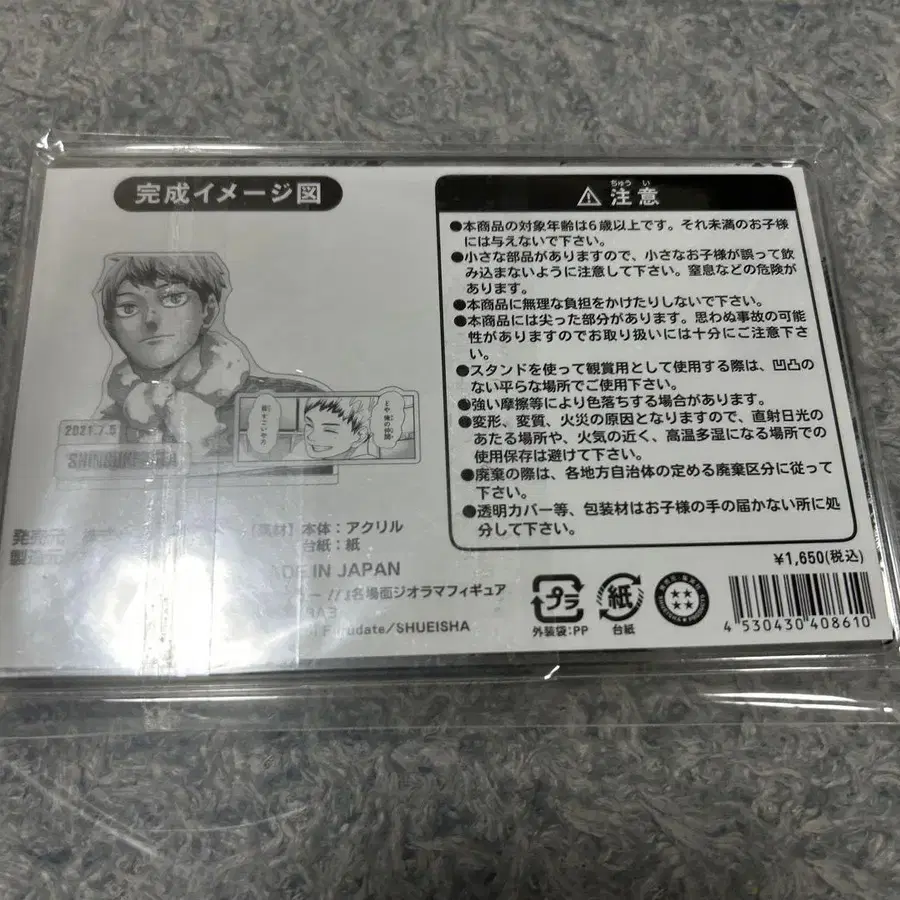 完成イメージ図
2021.7.5
どや俺の仲間
すごいやろ
発売元
製造元
本体：アクリル
台紙：紙
IN JAPAN
名場面ジオラマフィギュア
Furudate/SHUEISHA
ちゅうい
⚠注意
●本商品の対象年齢は6歳以上です。それ未満のお子様
には与えないで下さい。
●小さな部品がありますので、小さなお子様が誤って飲
み込まないように注意して下さい。窒息などの危険が
あります。
●本商品に無理な負担をかけたりしないで下さい。
●本商品には尖った部分があります。思わぬ事故の可能
性がありますのでお取り扱いには十分にご注意下さ
い。
●スタンドを使って観賞用として使用する際は、凹凸の
ない平らな場所でご使用下さい。
●強い摩擦等により色落ちする場合があります。
●変形、変質、火災の原因となりますので、直射日光の
あたる場所や、火気の近く、高温多湿になる場所での
使用保存は避けて下さい。
●廃棄の際は、各地方自治体の定める廃棄区分に従って
下さい。
●透明カバー等、包装材はお子様の手の届かない所に処
分して下さい。
¥1,650(税込)
プラ
外装袋：PP
紙
台紙
4 530430 408610